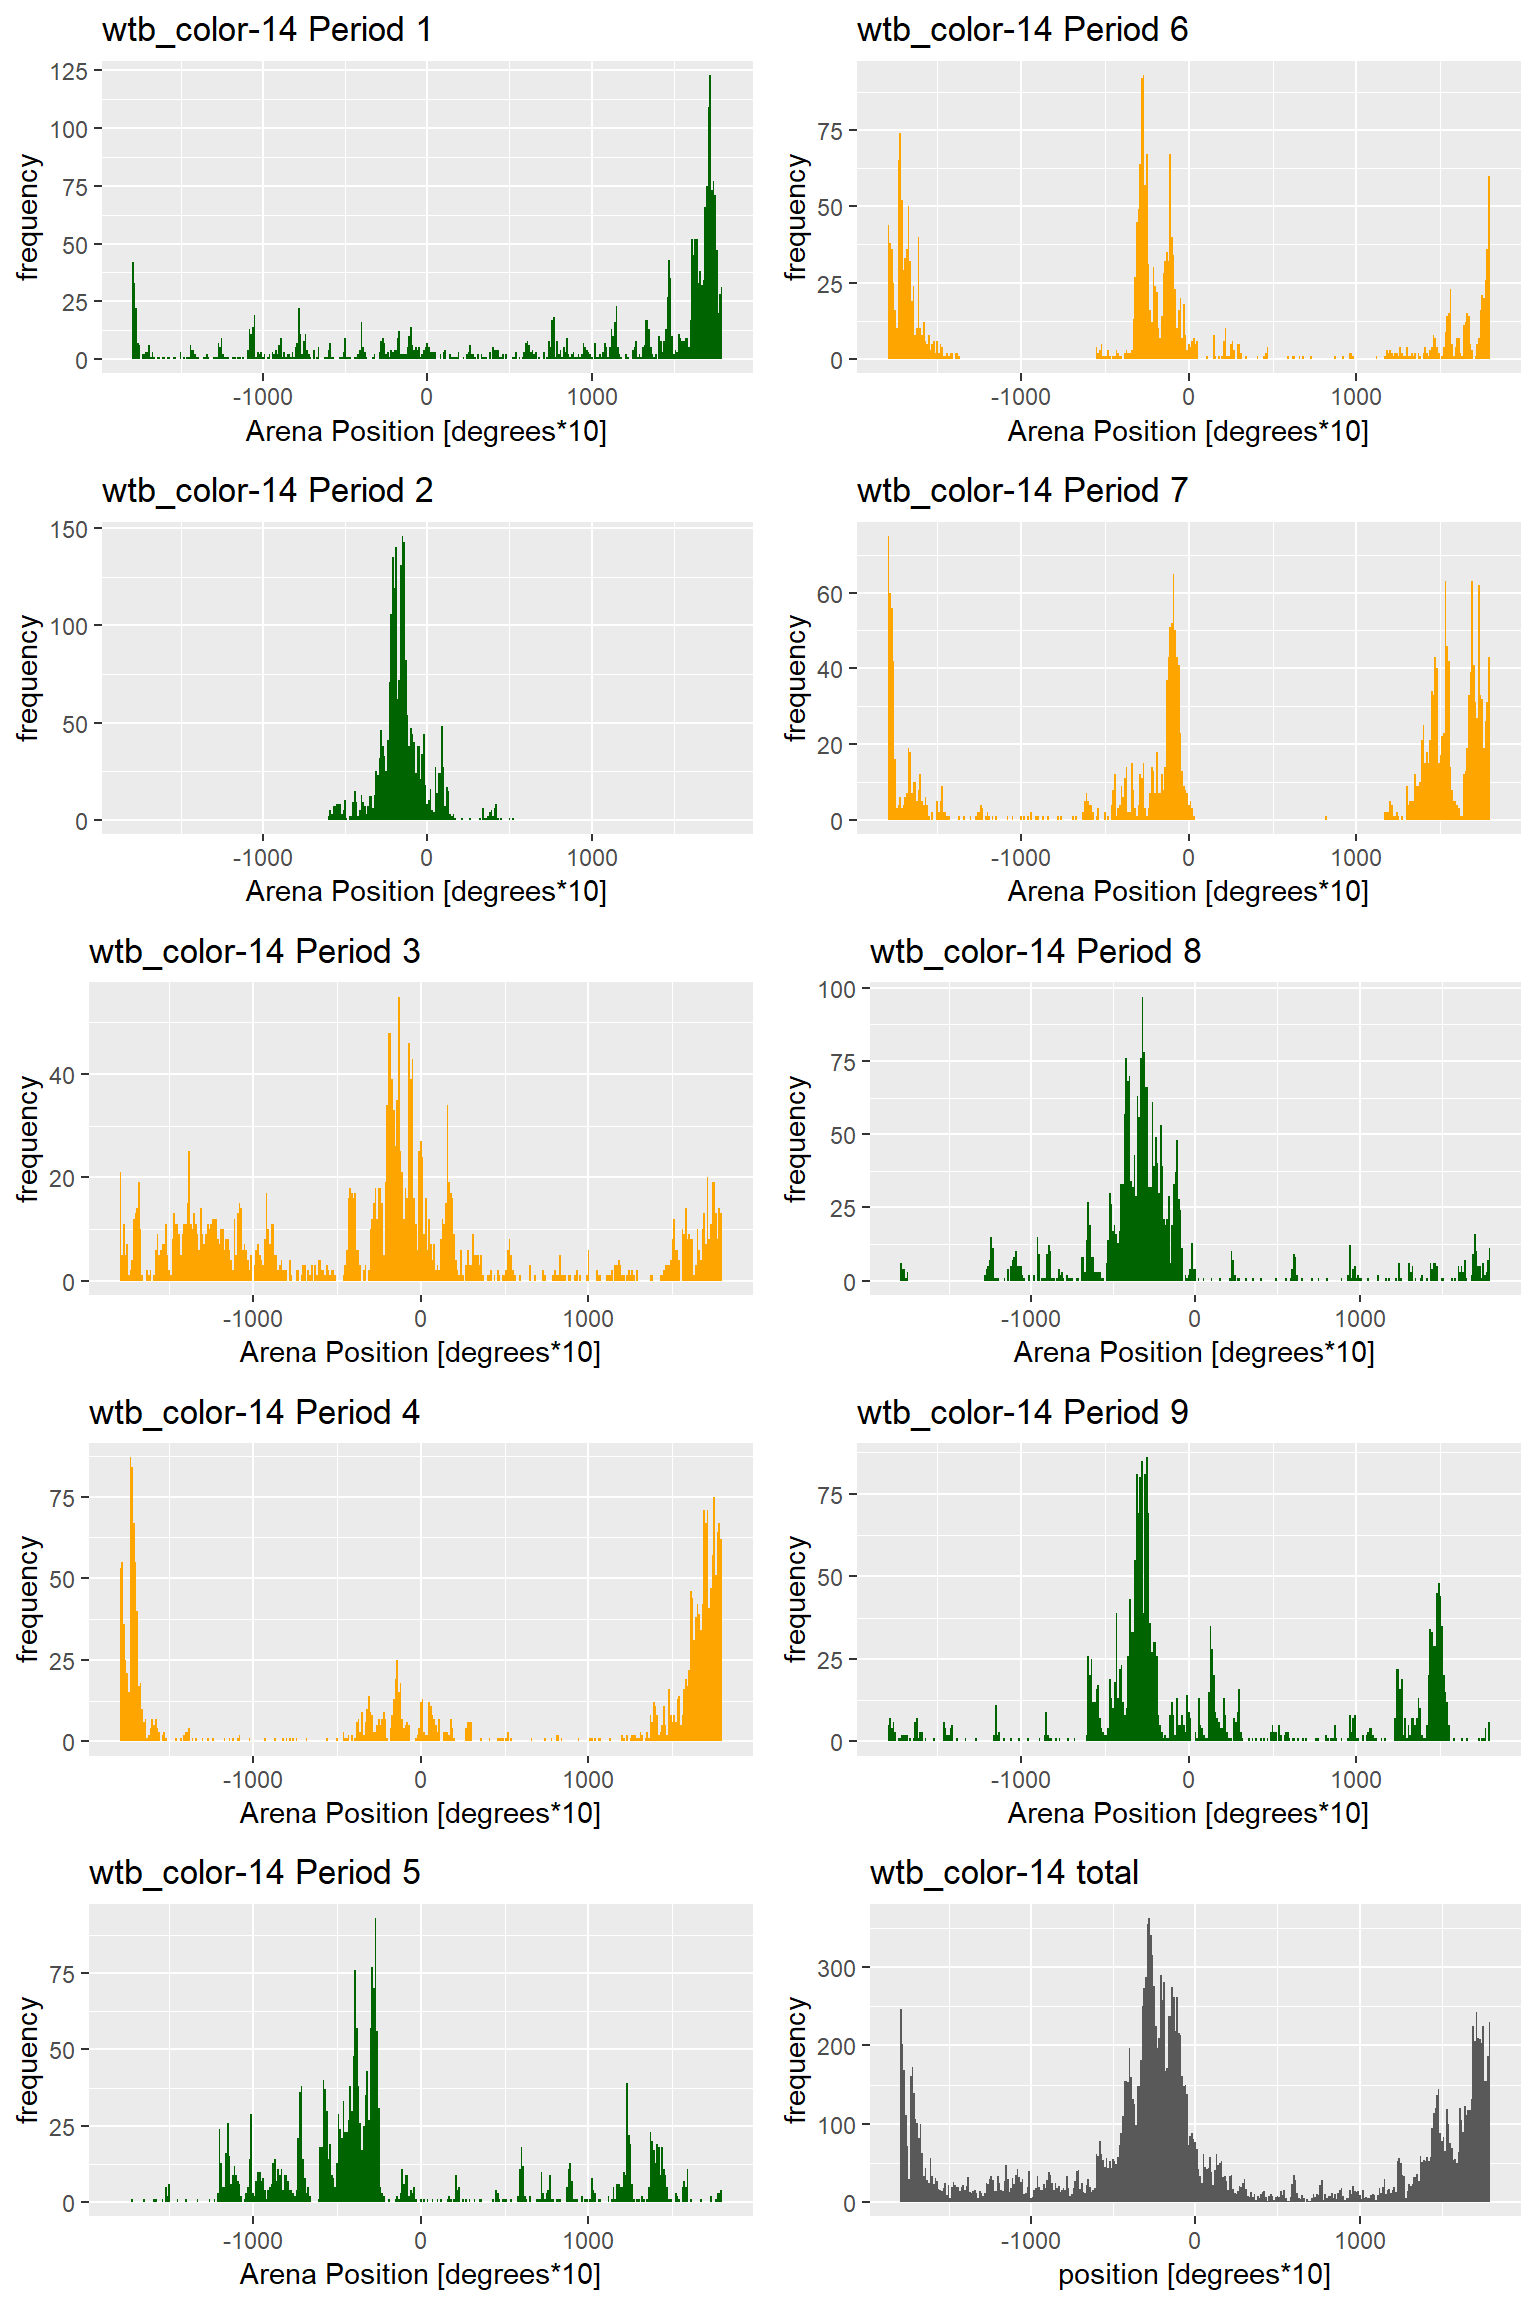 wtb_color-14 Period 1
125
100
75
50
25
0
frequency
-1000 0 1000
Arena Position [degrees*10]
wtb_color-14 Period 6
75
50
25
0
frequency
-1000 0 1000
Arena Position [degrees*10]
wtb_color-14 Period 2
150
100
50
0
frequency
-1000 0 1000
Arena Position [degrees*10]
wtb_color-14 Period 7
60
40
20
0
frequency
-1000 0 1000
Arena Position [degrees*10]
wtb_color-14 Period 3
40
20
0
frequency
-1000 0 1000
Arena Position [degrees*10]
wtb_color-14 Period 8
100
75
50
25
0
frequency
-1000 0 1000
Arena Position [degrees*10]
wtb_color-14 Period 4
75
50
25
0
frequency
-1000 0 1000
Arena Position [degrees*10]
wtb_color-14 Period 9
75
50
25
0
frequency
-1000 0 1000
Arena Position [degrees*10]
wtb_color-14 Period 5
75
50
25
0
frequency
-1000 0 1000
Arena Position [degrees*10]
wtb_color-14 total
300
200
100
0
frequency
-1000 0 1000
position [degrees*10]